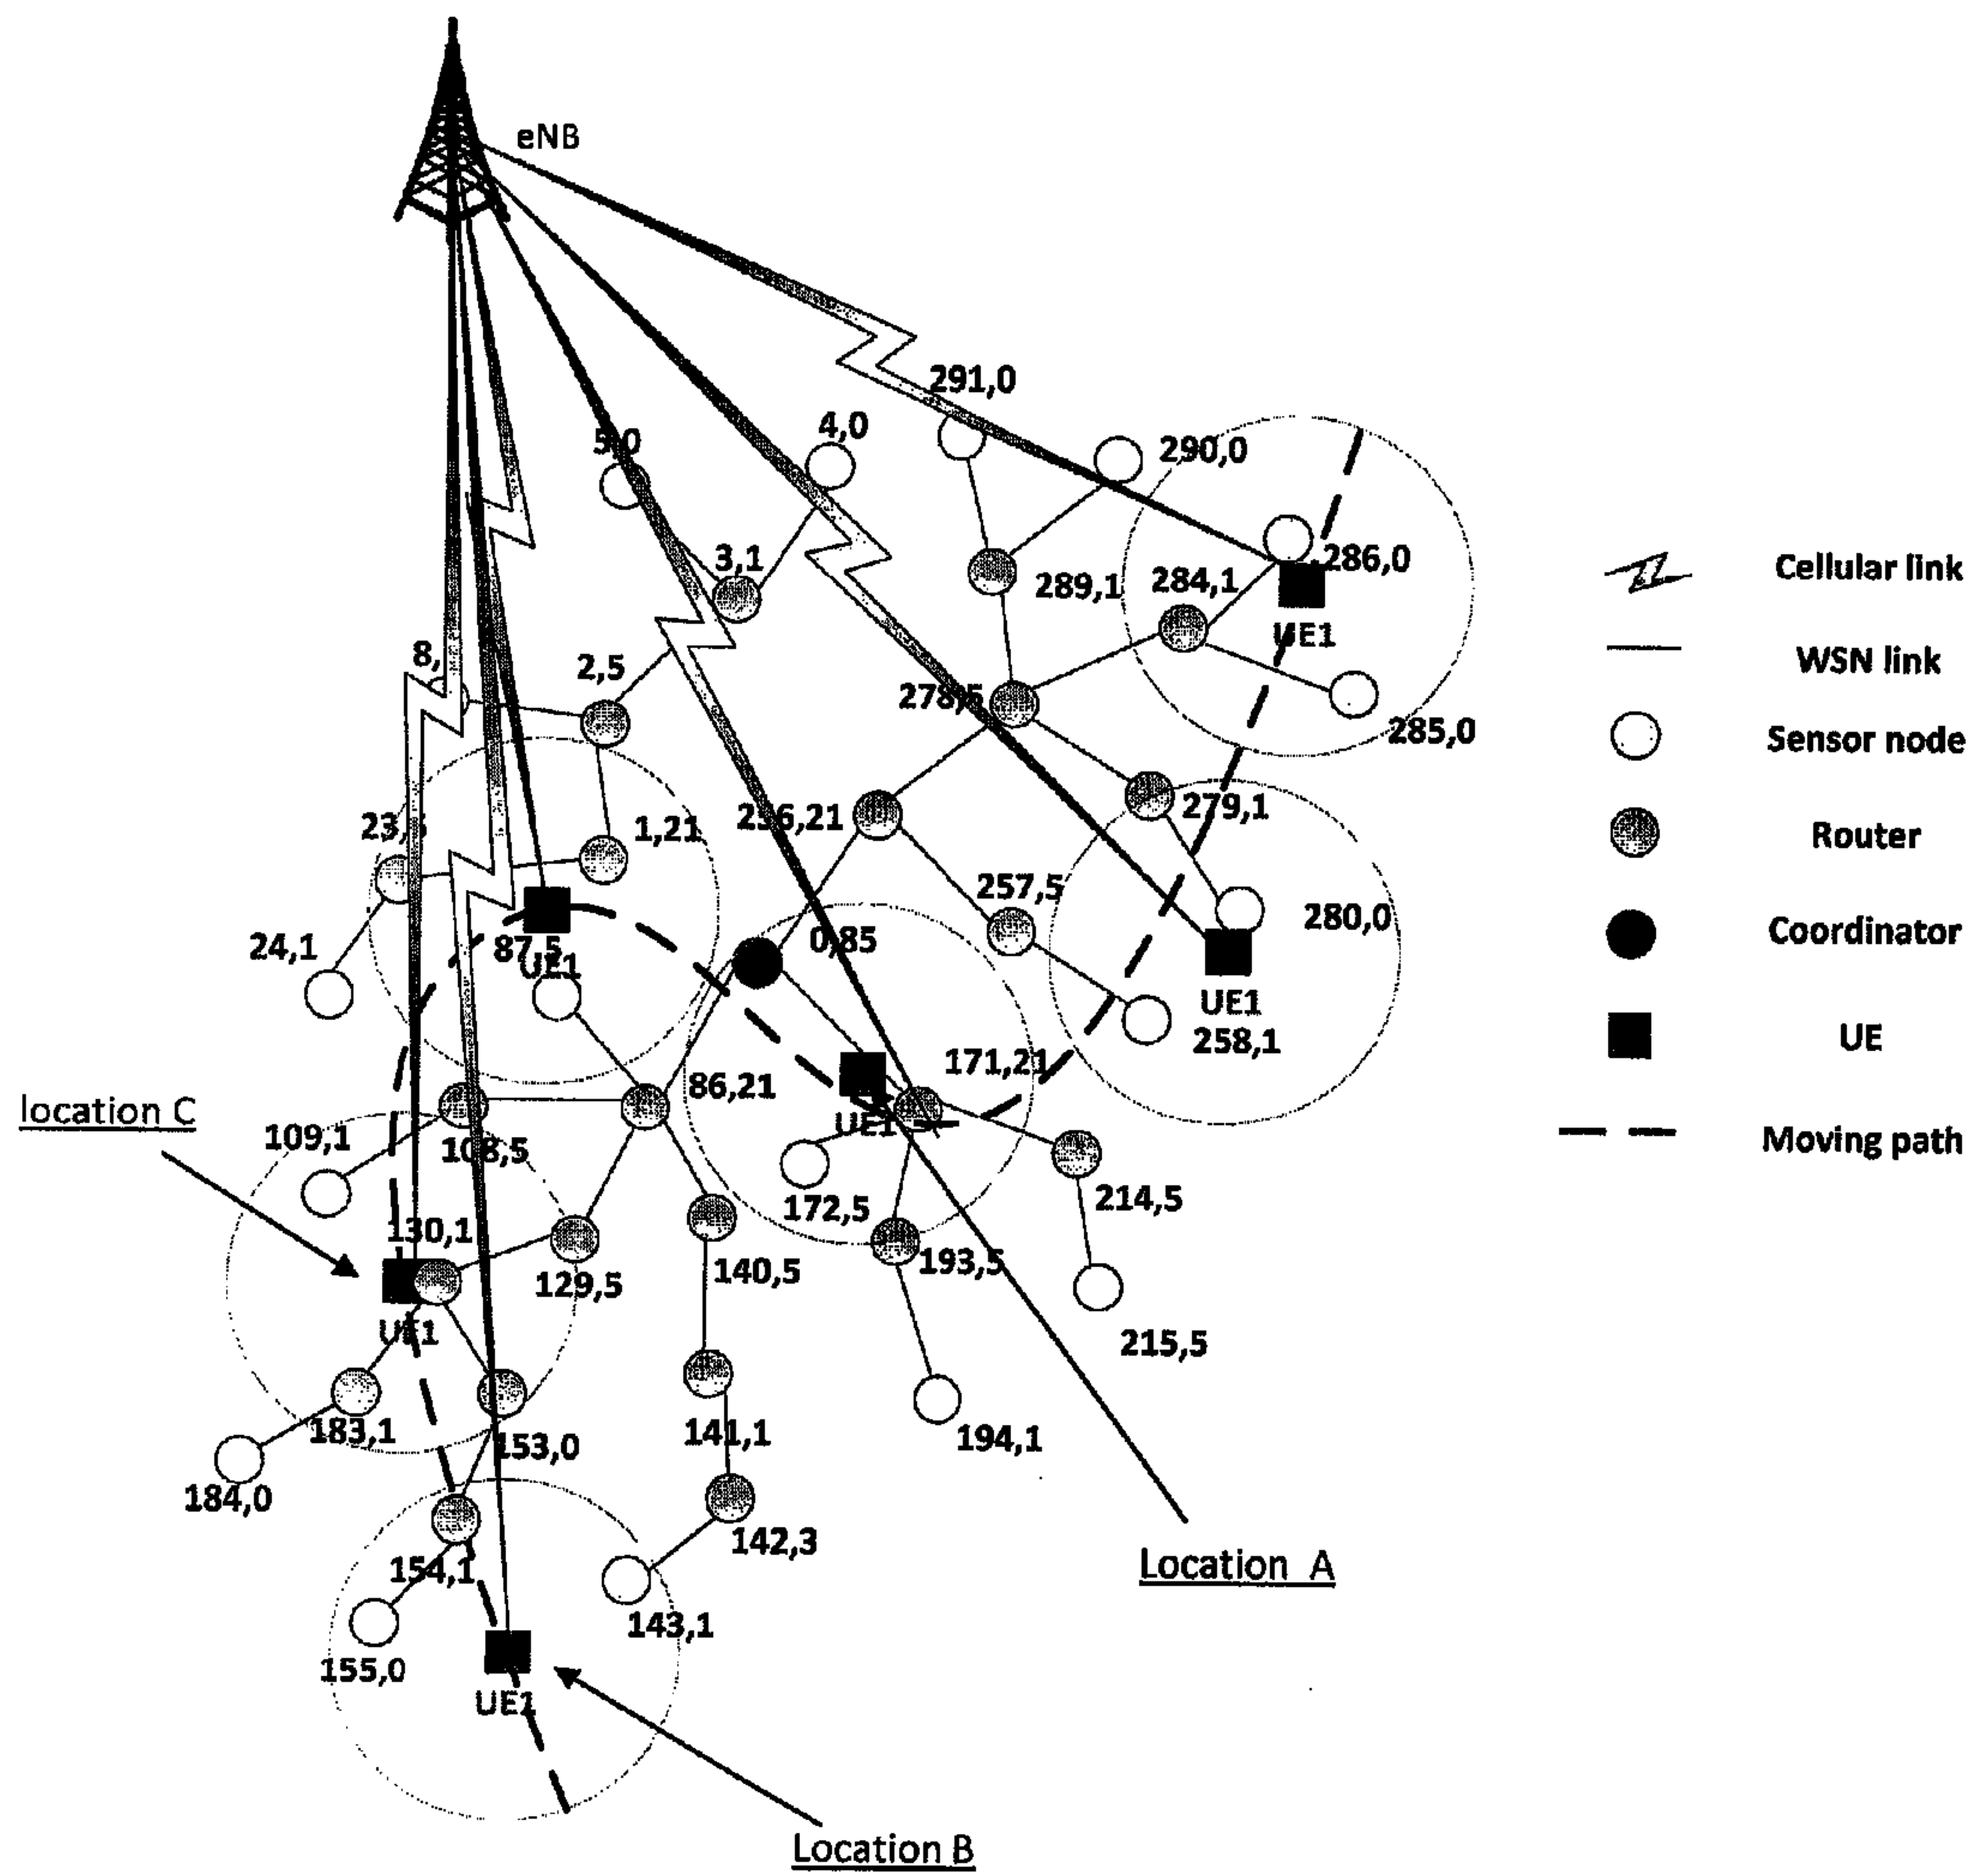 eNB
291,0
4,0
5,0
290,0
3,1
286,0
289,1
284,1
UE1
8,
2,5
278,5
285,0
279,1
23,
1,21
256,21
257,5
280,0
24,1
87,5
UE1
0,85
UE1
258,1
171,21
86,21
location C
109,1
108,5
UE1
172,5
214,5
130,1
193,5
129,5
140,5
UE1
215,5
183,1
141,1
153,0
194,1
184,0
142,3
154,1
Location A
143,1
155,0
UE1
Location B
Cellular link
WSN link
Sensor node
Router
Coordinator
UE
Moving path